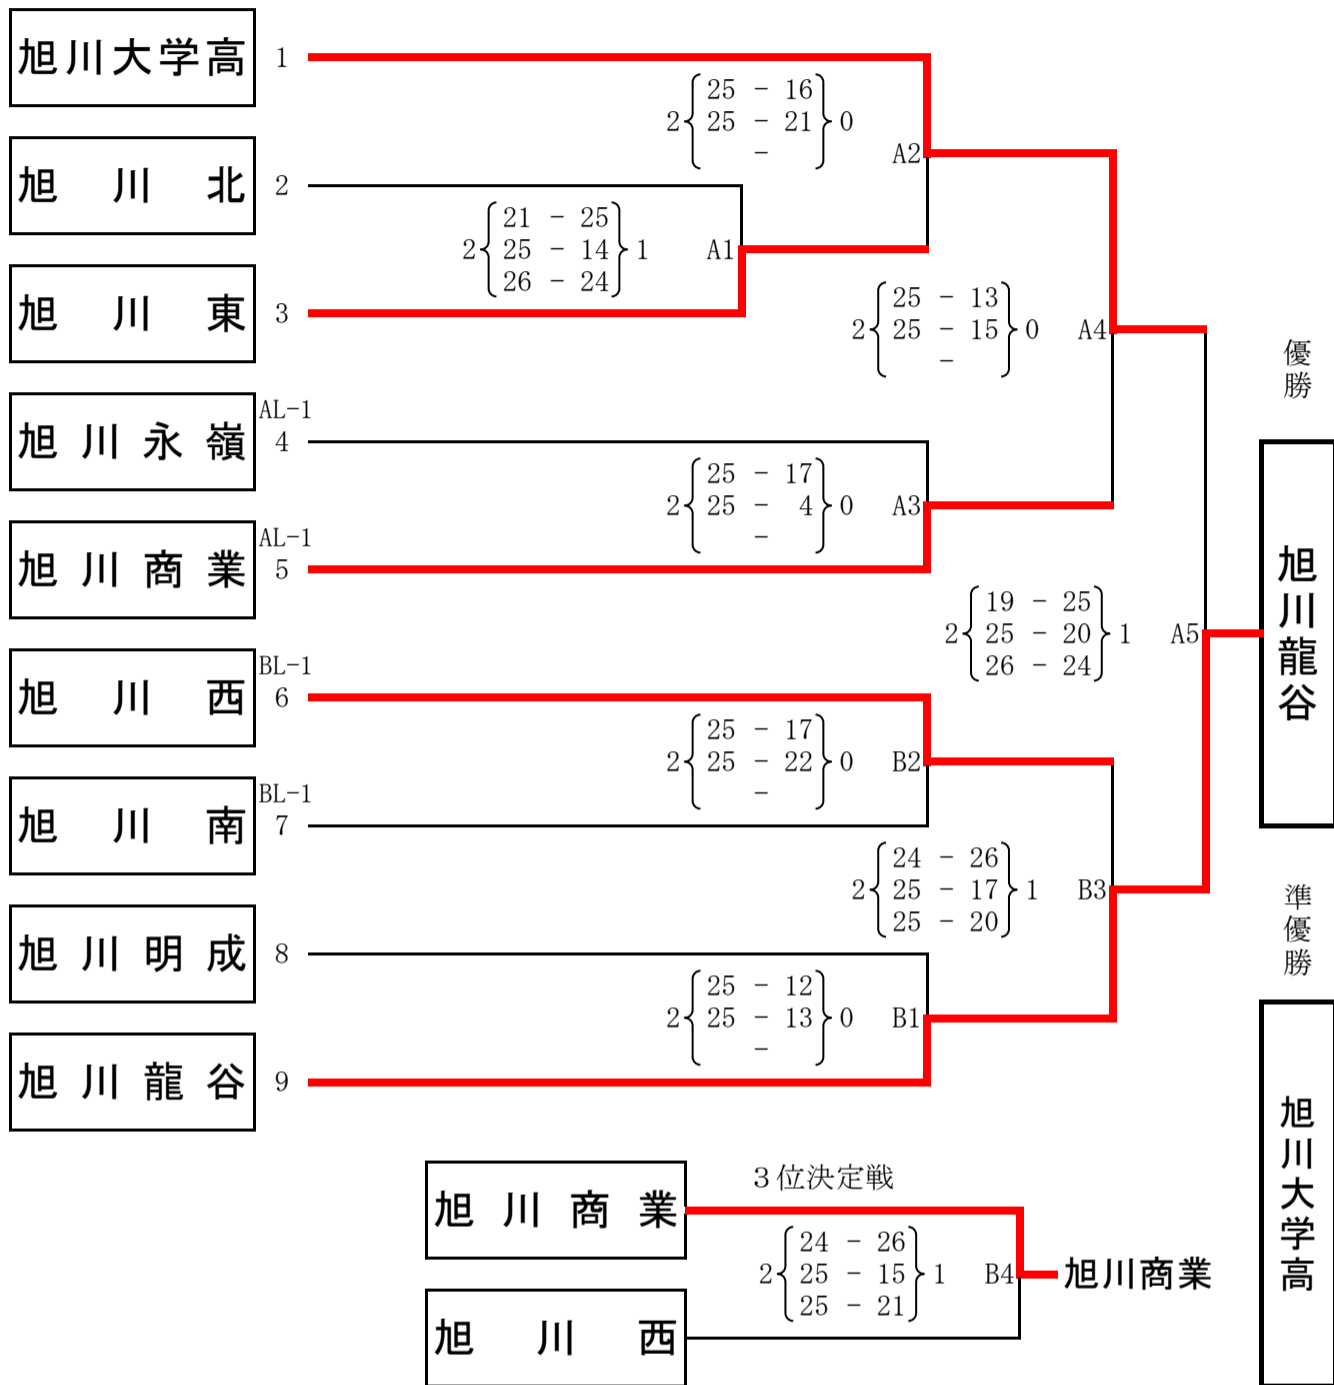 旭川大学高 1
25 - 16
2 25 - 21 0
-
A2
旭川北 2
21 - 25
2 25 - 14 1
26 - 24
A1
旭川東 3
25 - 13
2 25 - 15 0
-
A4
優勝
AL-1
旭川永嶺 4
25 - 17
2 25 - 4 0
-
A3
AL-1
旭川商業 5
旭川龍谷
19 - 25
2 25 - 20 1
26 - 24
A5
BL-1
旭川西 6
25 - 17
2 25 - 22 0
-
B2
BL-1
旭川南 7
24 - 26
2 25 - 17 1
25 - 20
B3
準優勝
旭川明成 8
25 - 12
2 25 - 13 0
-
B1
旭川龍谷 9
旭川大学高
3位決定戦
旭川商業
24 - 26
2 25 - 15 1
25 - 21
B4
旭川商業
旭川西